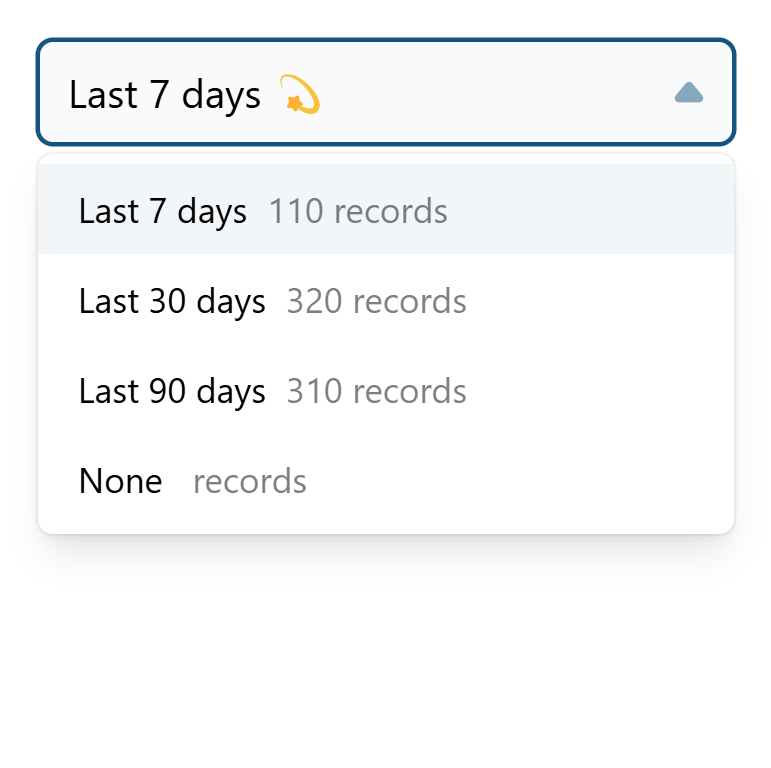 Last 7 days 💫
Last 7 days 110 records
Last 30 days 320 records
Last 90 days 310 records
None records